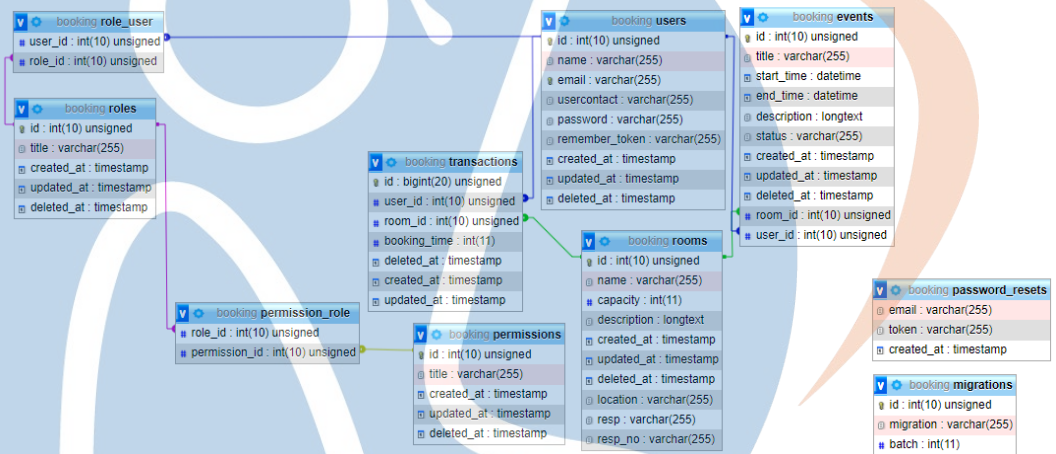 booking role_user
user_id : int(10) unsigned
role_id : int(10) unsigned
booking roles
id : int(10) unsigned
title : varchar(255)
created_at : timestamp
updated_at : timestamp
deleted_at : timestamp
booking permission_role
role_id : int(10) unsigned
permission_id : int(10) unsigned
booking transactions
id : bigint(20) unsigned
user_id : int(10) unsigned
room_id : int(10) unsigned
booking_time : int(11)
deleted_at : timestamp
created_at : timestamp
updated_at : timestamp
booking permissions
id : int(10) unsigned
title : varchar(255)
created_at : timestamp
updated_at : timestamp
deleted_at : timestamp
booking users
id : int(10) unsigned
name : varchar(255)
email : varchar(255)
usercontact : varchar(255)
password : varchar(255)
remember_token : varchar(255)
created_at : timestamp
updated_at : timestamp
deleted_at : timestamp
booking rooms
id : int(10) unsigned
name : varchar(255)
capacity : int(11)
description : longtext
created_at : timestamp
updated_at : timestamp
deleted_at : timestamp
location : varchar(255)
resp : varchar(255)
resp_no : varchar(255)
booking events
id : int(10) unsigned
title : varchar(255)
start_time : datetime
end_time : datetime
description : longtext
status : varchar(255)
created_at : timestamp
updated_at : timestamp
deleted_at : timestamp
room_id : int(10) unsigned
user_id : int(10) unsigned
booking password_resets
email : varchar(255)
token : varchar(255)
created_at : timestamp
booking migrations
id : int(10) unsigned
migration : varchar(255)
batch : int(11)